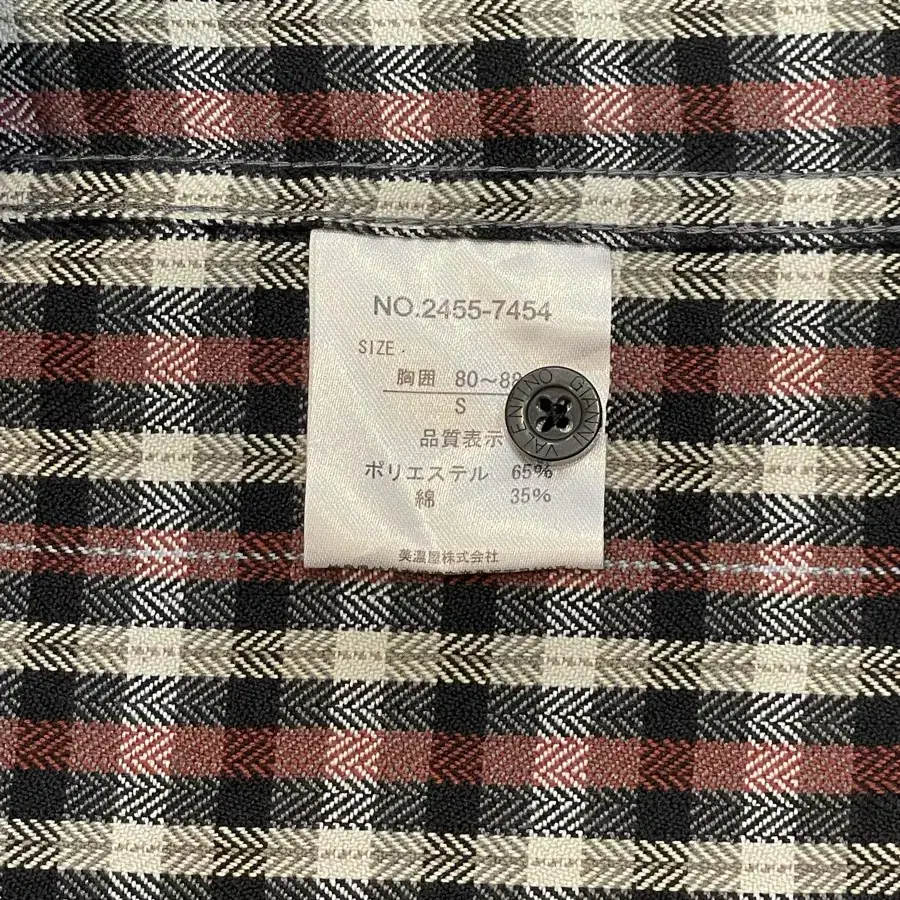 NO.2455-7454
SIZE.
胸囲 80～88
S
品質表示
ポリエステル 65%
綿 35%
美濃屋株式会社
GIANNI VALENTINO